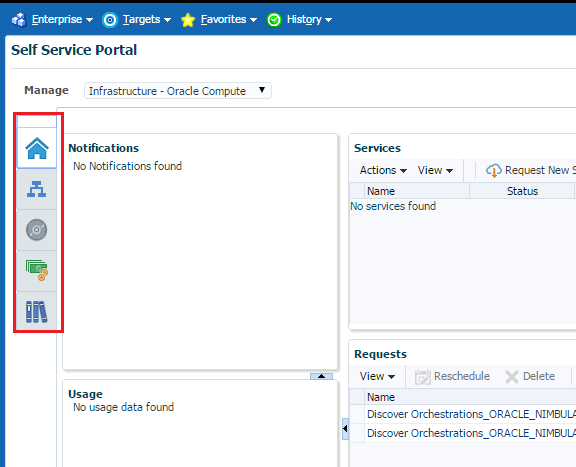 Enterprise Targets Favorites History
Self Service Portal
Manage Infrastructure - Oracle Compute
Notifications
No Notifications found
Services
Actions View Request New S
Name Status
No services found
Requests
View Reschedule Delete
Name
Discover Orchestrations_ORACLE_NIMBULA
Discover Orchestrations_ORACLE_NIMBULA
Usage
No usage data found